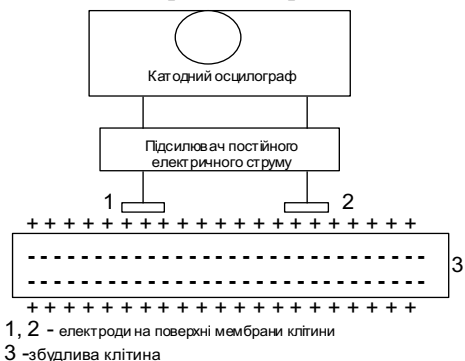 Катодний осцилограф
Підсилювач постійного
електричного струму
1 2
+ + + + + + + + + + + + + + + + + + + + + +
- - - - - - - - - - - - - - - - - - - - - - - - - - - -
3
- - - - - - - - - - - - - - - - - - - - - - - - - - - -
+ + + + + + + + + + + + + + + + + + + + + +
1, 2 - електроди на поверхні мембрани клітини
3 -збудлива клітина